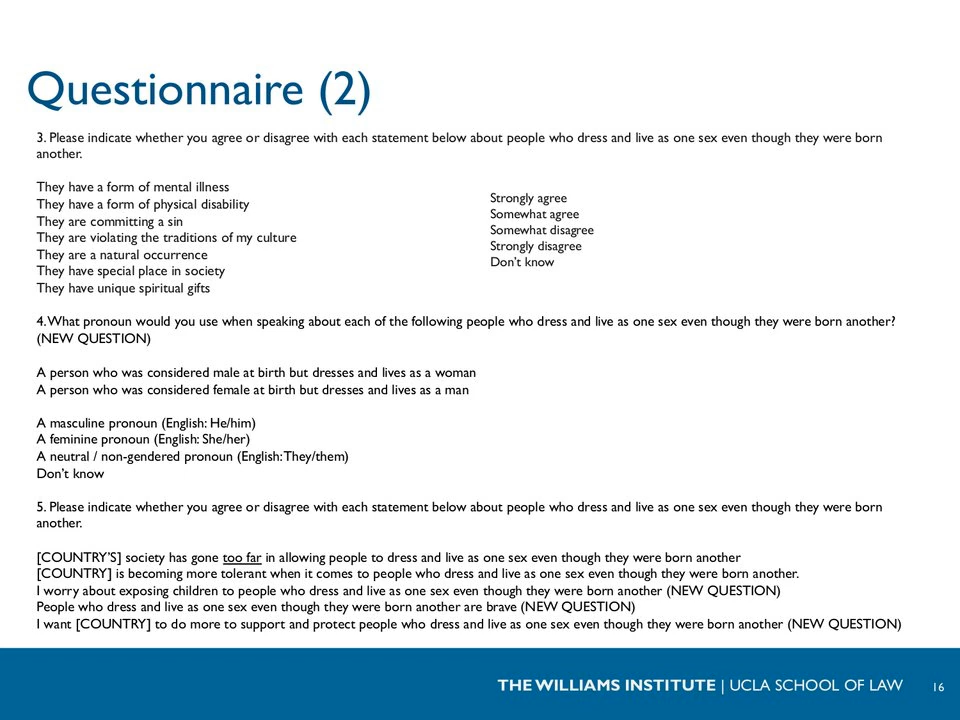 Questionnaire (2)
3. Please indicate whether you agree or disagree with each statement below about people who dress and live as one sex even though they were born
another.
They have a form of mental illness
They have a form of physical disability
They are committing a sin
They are violating the traditions of my culture
They are a natural occurrence
They have special place in society
They have unique spiritual gifts
Strongly agree
Somewhat agree
Somewhat disagree
Strongly disagree
Don't know
4. What pronoun would you use when speaking about each of the following people who dress and live as one sex even though they were born another?
(NEW QUESTION)
A person who was considered male at birth but dresses and lives as a woman
A person who was considered female at birth but dresses and lives as a man
A masculine pronoun (English: He/him)
A feminine pronoun (English: She/her)
A neutral / non-gendered pronoun (English: They/them)
Don't know
5. Please indicate whether you agree or disagree with each statement below about people who dress and live as one sex even though they were born
another.
[COUNTRY'S] society has gone too far in allowing people to dress and live as one sex even though they were born another
[COUNTRY] is becoming more tolerant when it comes to people who dress and live as one sex even though they were born another.
I worry about exposing children to people who dress and live as one sex even though they were born another (NEW QUESTION)
People who dress and live as one sex even though they were born another are brave (NEW QUESTION)
I want [COUNTRY] to do more to support and protect people who dress and live as one sex even though they were born another (NEW QUESTION)
THE WILLIAMS INSTITUTE | UCLA SCHOOL OF LAW
16